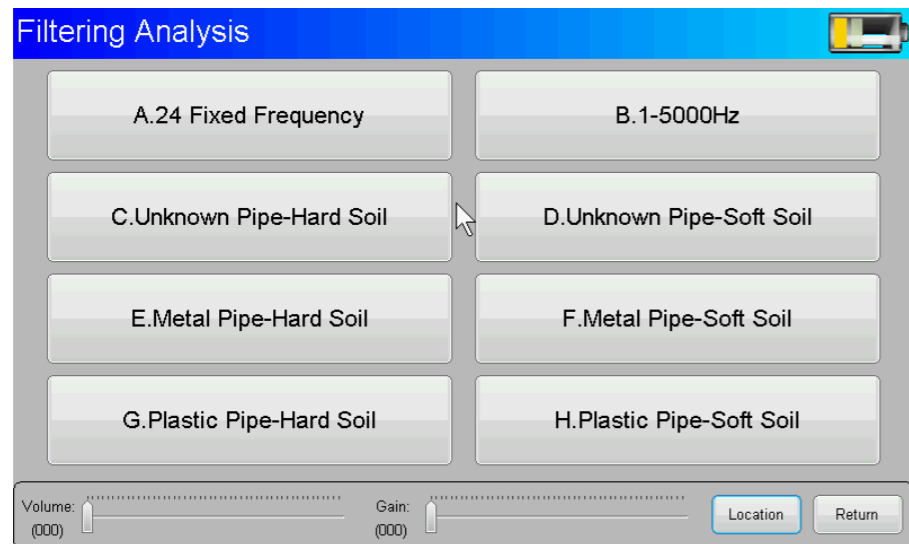 Filtering Analysis
A.24 Fixed Frequency
B.1-5000Hz
C.Unknown Pipe-Hard Soil
D.Unknown Pipe-Soft Soil
E.Metal Pipe-Hard Soil
F.Metal Pipe-Soft Soil
G.Plastic Pipe-Hard Soil
H.Plastic Pipe-Soft Soil
Volume:
(000)
Gain:
(000)
Location
Return